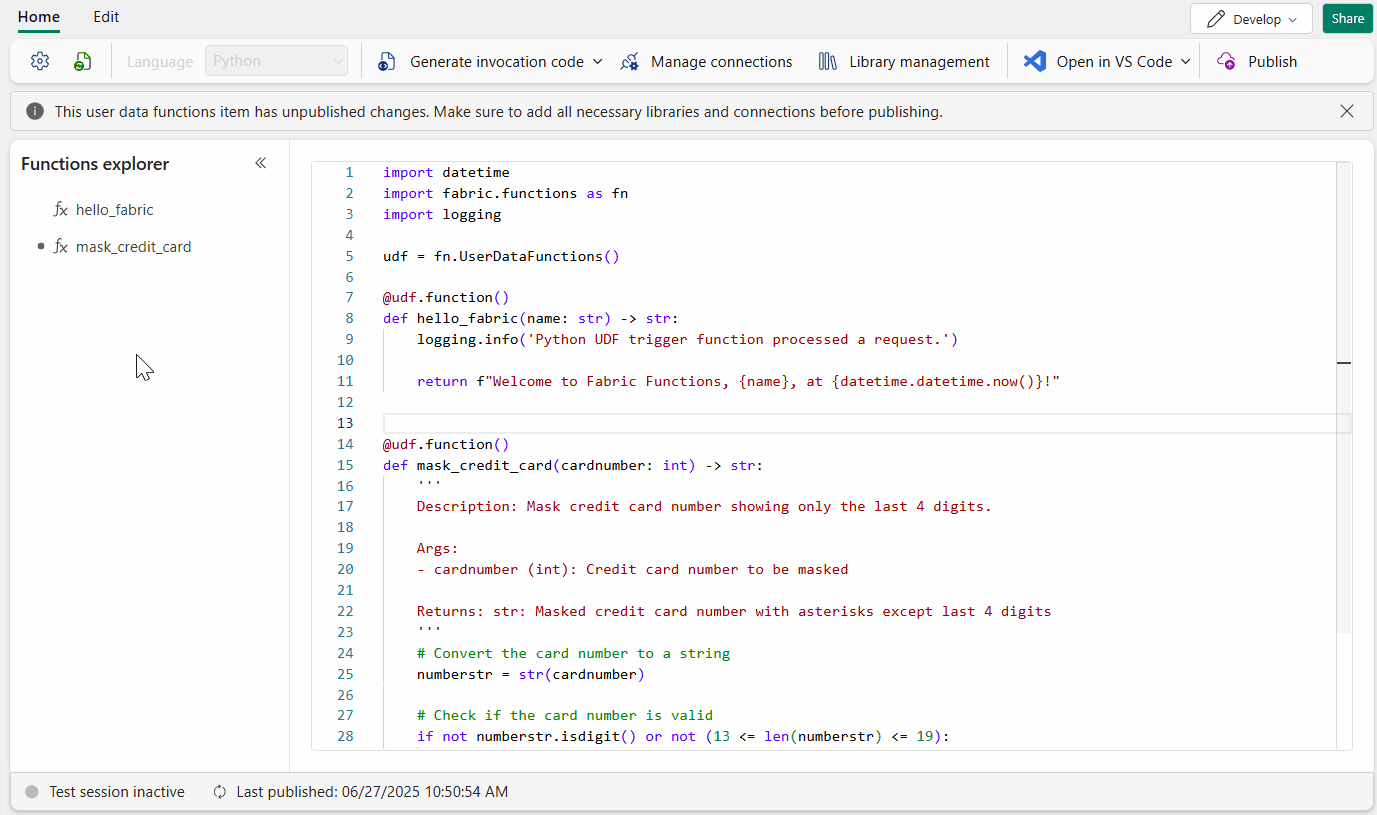 Home Edit Develop Share
Language Python Generate invocation code Manage connections Library management Open in VS Code Publish
This user data functions item has unpublished changes. Make sure to add all necessary libraries and connections before publishing.
Functions explorer
fx hello_fabric
fx mask_credit_card
1 import datetime
2 import fabric.functions as fn
3 import logging
4
5 udf = fn.UserDataFunctions()
6
7 @udf.function()
8 def hello_fabric(name: str) -> str:
9     logging.info('Python UDF trigger function processed a request.')
10
11     return f"Welcome to Fabric Functions, {name}, at {datetime.datetime.now()}!"
12
13
14 @udf.function()
15 def mask_credit_card(cardnumber: int) -> str:
16     '''
17     Description: Mask credit card number showing only the last 4 digits.
18
19     Args:
20     - cardnumber (int): Credit card number to be masked
21
22     Returns: str: Masked credit card number with asterisks except last 4 digits
23     '''
24     # Convert the card number to a string
25     numberstr = str(cardnumber)
26
27     # Check if the card number is valid
28     if not numberstr.isdigit() or not (13 <= len(numberstr) <= 19):
Test session inactive Last published: 06/27/2025 10:50:54 AM